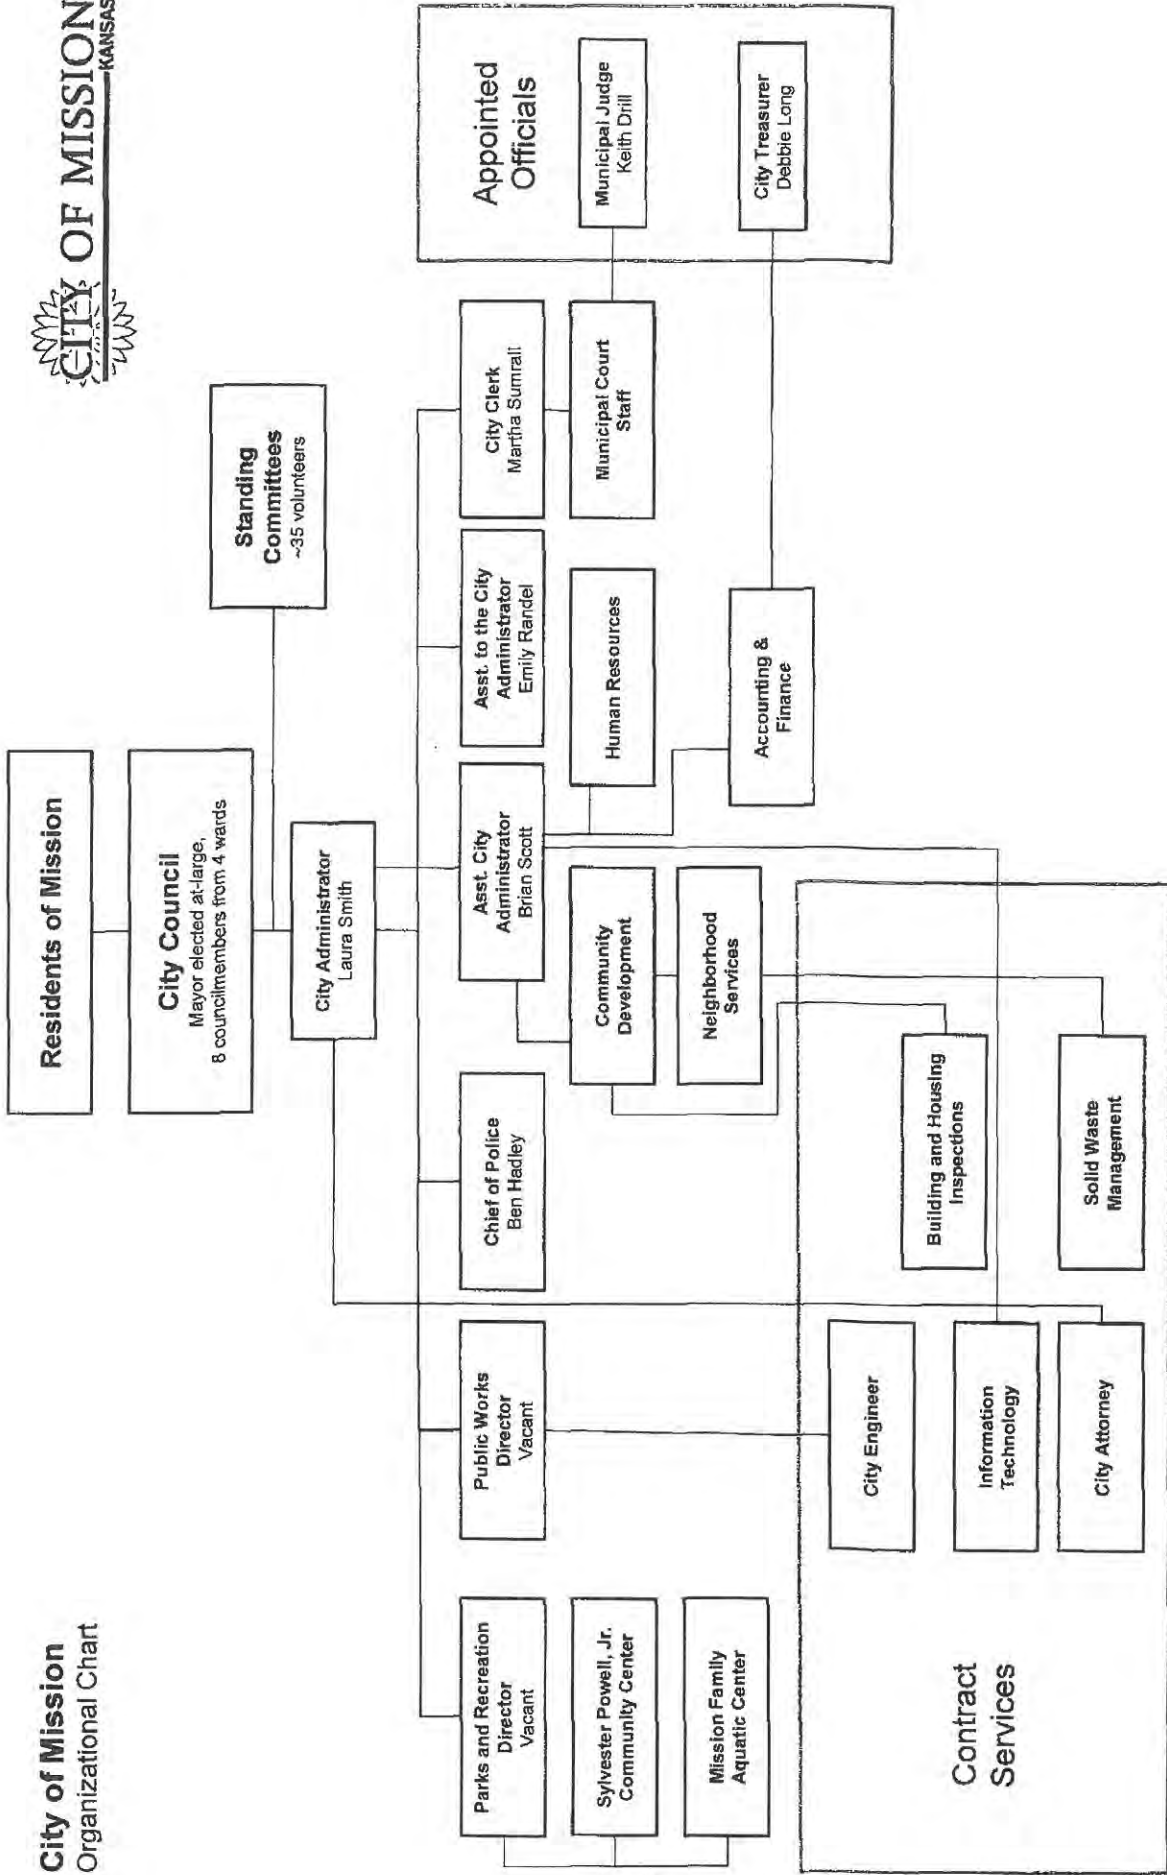 City of Mission
Organizational Chart
CITY OF MISSION
KANSAS
Residents of Mission
City Council
Mayor elected at-large,
8 councilmembers from 4 wards
Standing
Committees
~35 volunteers
City Administrator
Laura Smith
Parks and Recreation
Director
Vacant
Public Works
Director
Vacant
Chief of Police
Ben Hadley
Asst. City
Administrator
Brian Scott
Asst. to the City
Administrator
Emily Randel
City Clerk
Martha Sumrall
Appointed
Officials
Sylvester Powell, Jr.
Community Center
Community
Development
Human Resources
Municipal Court
Staff
Municipal Judge
Keith Drill
Mission Family
Aquatic Center
Neighborhood
Services
Accounting &
Finance
City Treasurer
Debbie Long
Contract
Services
City Engineer
Building and Housing
Inspections
Information
Technology
City Attorney
Solid Waste
Management